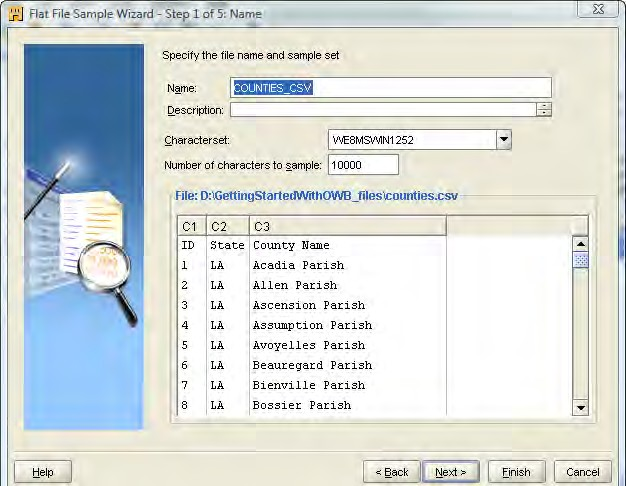 Flat File Sample Wizard - Step 1 of 5: Name
Specify the file name and sample set
Name: COUNTIES_CSV
Description:
Characterset: WE8MSWIN1252
Number of characters to sample: 10000
File: D:\GettingStartedWithOWB_files\counties.csv
C1 C2 C3
ID State County Name
1 LA Acadia Parish
2 LA Allen Parish
3 LA Ascension Parish
4 LA Assumption Parish
5 LA Avoyelles Parish
6 LA Beauregard Parish
7 LA Bienville Parish
8 LA Bossier Parish
Help < Back Next > Finish Cancel